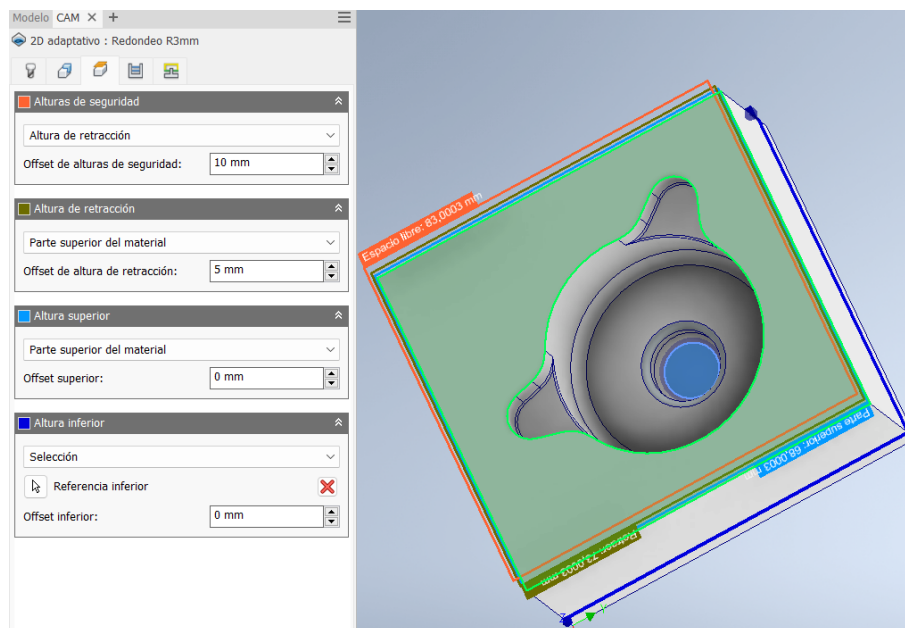 Modelo CAM × +
2D adaptativo : Redondeo R3mm
Alturas de seguridad
Altura de retracción
Offset de alturas de seguridad: 10 mm
Altura de retracción
Parte superior del material
Offset de altura de retracción: 5 mm
Altura superior
Parte superior del material
Offset superior: 0 mm
Altura inferior
Selección
Referencia inferior
Offset inferior: 0 mm
Espacio libre: 83,0003 mm
Parte superior: 68,0003 mm
Retraer: 73,0003 mm